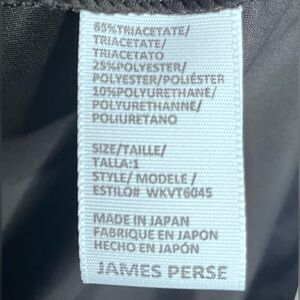 65%TRIACETATE/
TRIACETATE/
TRIACETATO
25%POLYESTER/
POLYESTER/POLIÉSTER
10%POLYURETHANE/
POLYURETHANNE/
POLIURETANO
SIZE/TAILLE/
TALLA:1
STYLE/ MODELE /
ESTILO# WKVT6045
MADE IN JAPAN
FABRIQUE EN JAPON
HECHO EN JAPÓN
JAMES PERSE